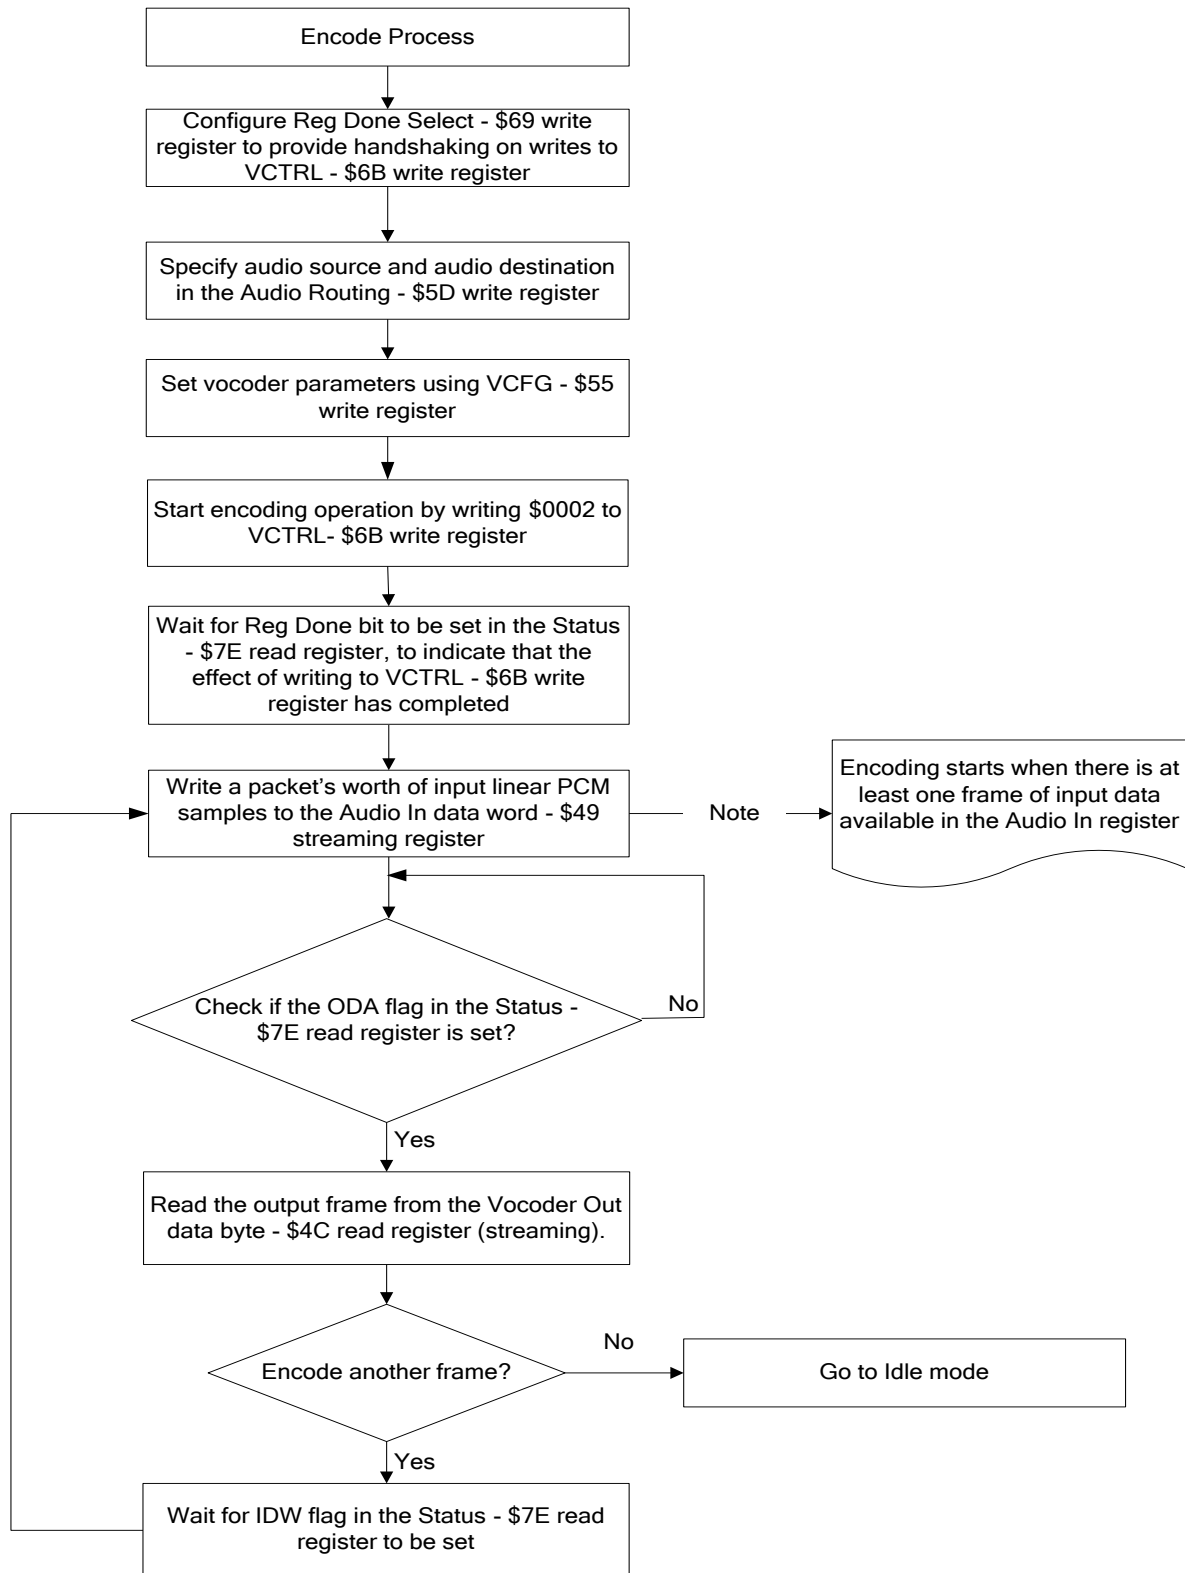 Encode Process
Configure Reg Done Select - $69 write
register to provide handshaking on writes to
VCTRL - $6B write register
Specify audio source and audio destination
in the Audio Routing - $5D write register
Set vocoder parameters using VCFG - $55
write register
Start encoding operation by writing $0002 to
VCTRL- $6B write register
Wait for Reg Done bit to be set in the Status
- $7E read register, to indicate that the
effect of writing to VCTRL - $6B write
register has completed
Write a packet’s worth of input linear PCM
samples to the Audio In data word - $49
streaming register
Note
Encoding starts when there is at
least one frame of input data
available in the Audio In register
Check if the ODA flag in the Status -
$7E read register is set?
No
Yes
Read the output frame from the Vocoder Out
data byte - $4C read register (streaming).
Encode another frame?
No
Go to Idle mode
Yes
Wait for IDW flag in the Status - $7E read
register to be set